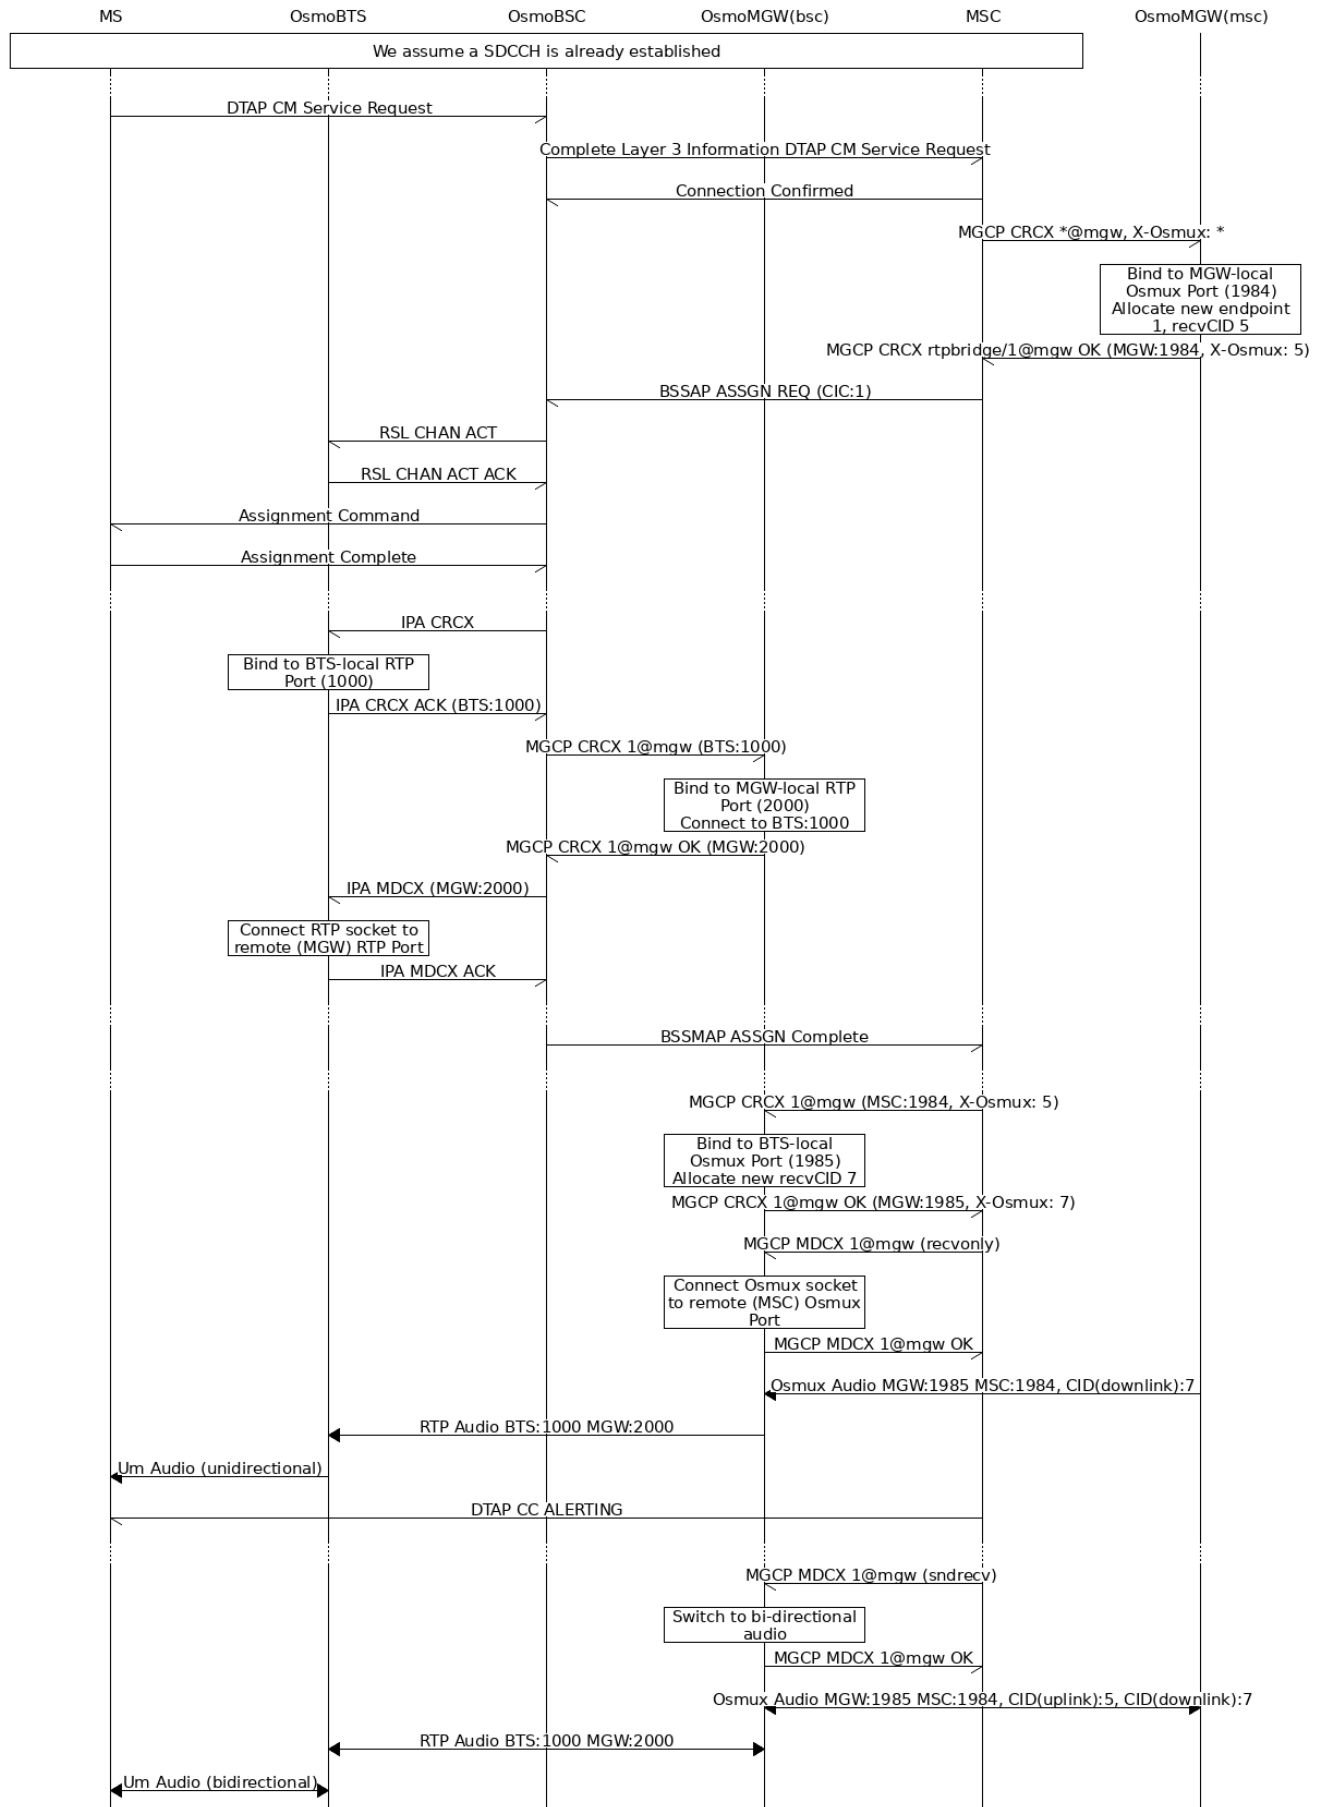 MS OsmoBTS OsmoBSC OsmoMGW(bsc) MSC OsmoMGW(msc)
We assume a SDCCH is already established
DTAP CM Service Request
Complete Layer 3 Information DTAP CM Service Request
Connection Confirmed
MGCP CRCX *@mgw, X-Osmux: *
Bind to MGW-local
Osmux Port (1984)
Allocate new endpoint
1, recvCID 5
MGCP CRCX rtpbridge/1@mgw OK (MGW:1984, X-Osmux: 5)
BSSAP ASSGN REQ (CIC:1)
RSL CHAN ACT
RSL CHAN ACT ACK
Assignment Command
Assignment Complete
IPA CRCX
Bind to BTS-local RTP
Port (1000)
IPA CRCX ACK (BTS:1000)
MGCP CRCX 1@mgw (BTS:1000)
Bind to MGW-local RTP
Port (2000)
Connect to BTS:1000
MGCP CRCX 1@mgw OK (MGW:2000)
IPA MDCX (MGW:2000)
Connect RTP socket to
remote (MGW) RTP Port
IPA MDCX ACK
BSSMAP ASSGN Complete
MGCP CRCX 1@mgw (MSC:1984, X-Osmux: 5)
Bind to BTS-local
Osmux Port (1985)
Allocate new recvCID 7
MGCP CRCX 1@mgw OK (MGW:1985, X-Osmux: 7)
MGCP MDCX 1@mgw (recvonly)
Connect Osmux socket
to remote (MSC) Osmux
Port
MGCP MDCX 1@mgw OK
Osmux Audio MGW:1985 MSC:1984, CID(downlink):7
RTP Audio BTS:1000 MGW:2000
Um Audio (unidirectional)
DTAP CC ALERTING
MGCP MDCX 1@mgw (sndrecv)
Switch to bi-directional
audio
MGCP MDCX 1@mgw OK
Osmux Audio MGW:1985 MSC:1984, CID(uplink):5, CID(downlink):7
RTP Audio BTS:1000 MGW:2000
Um Audio (bidirectional)